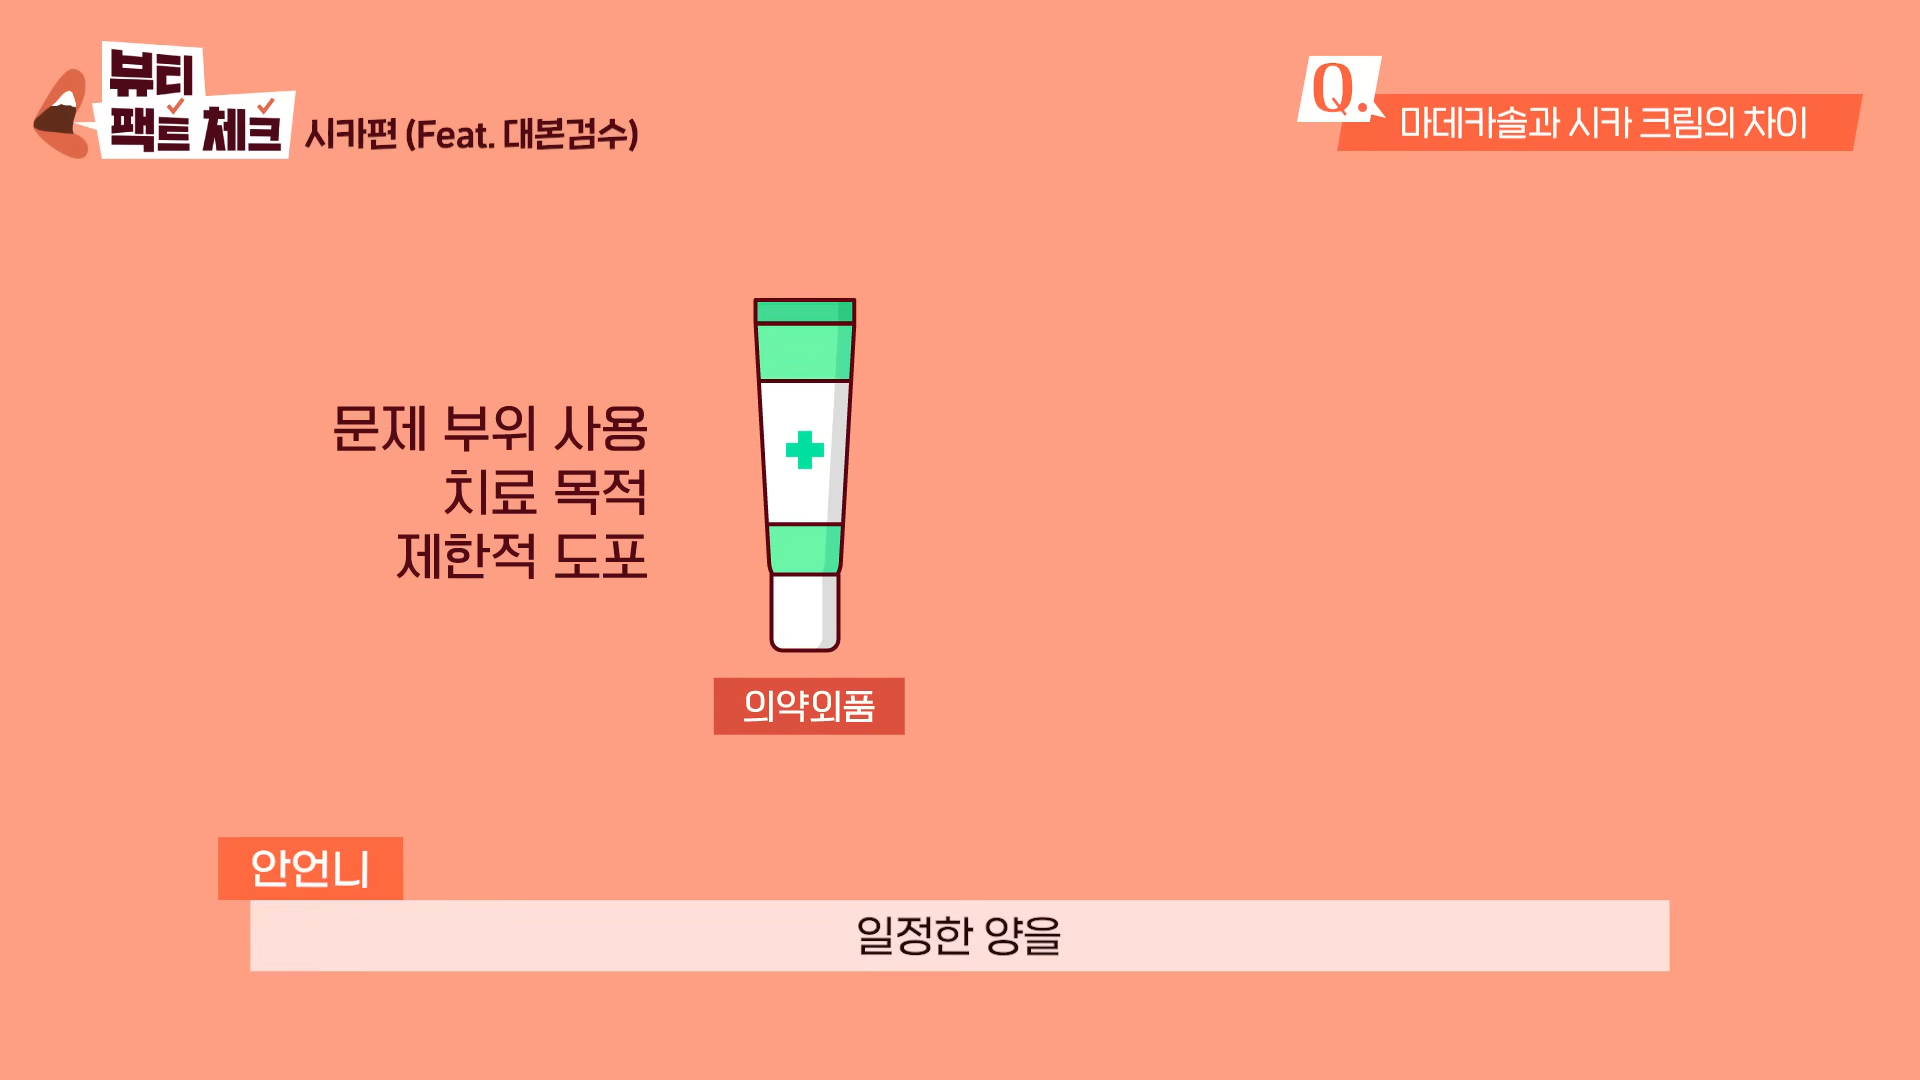 뷰티
팩트 체크
시카편 (Feat. 대본검수)
Q.
마데카솔과 시카 크림의 차이
문제 부위 사용
치료 목적
제한적 도포
의약외품
안언니
일정한 양을